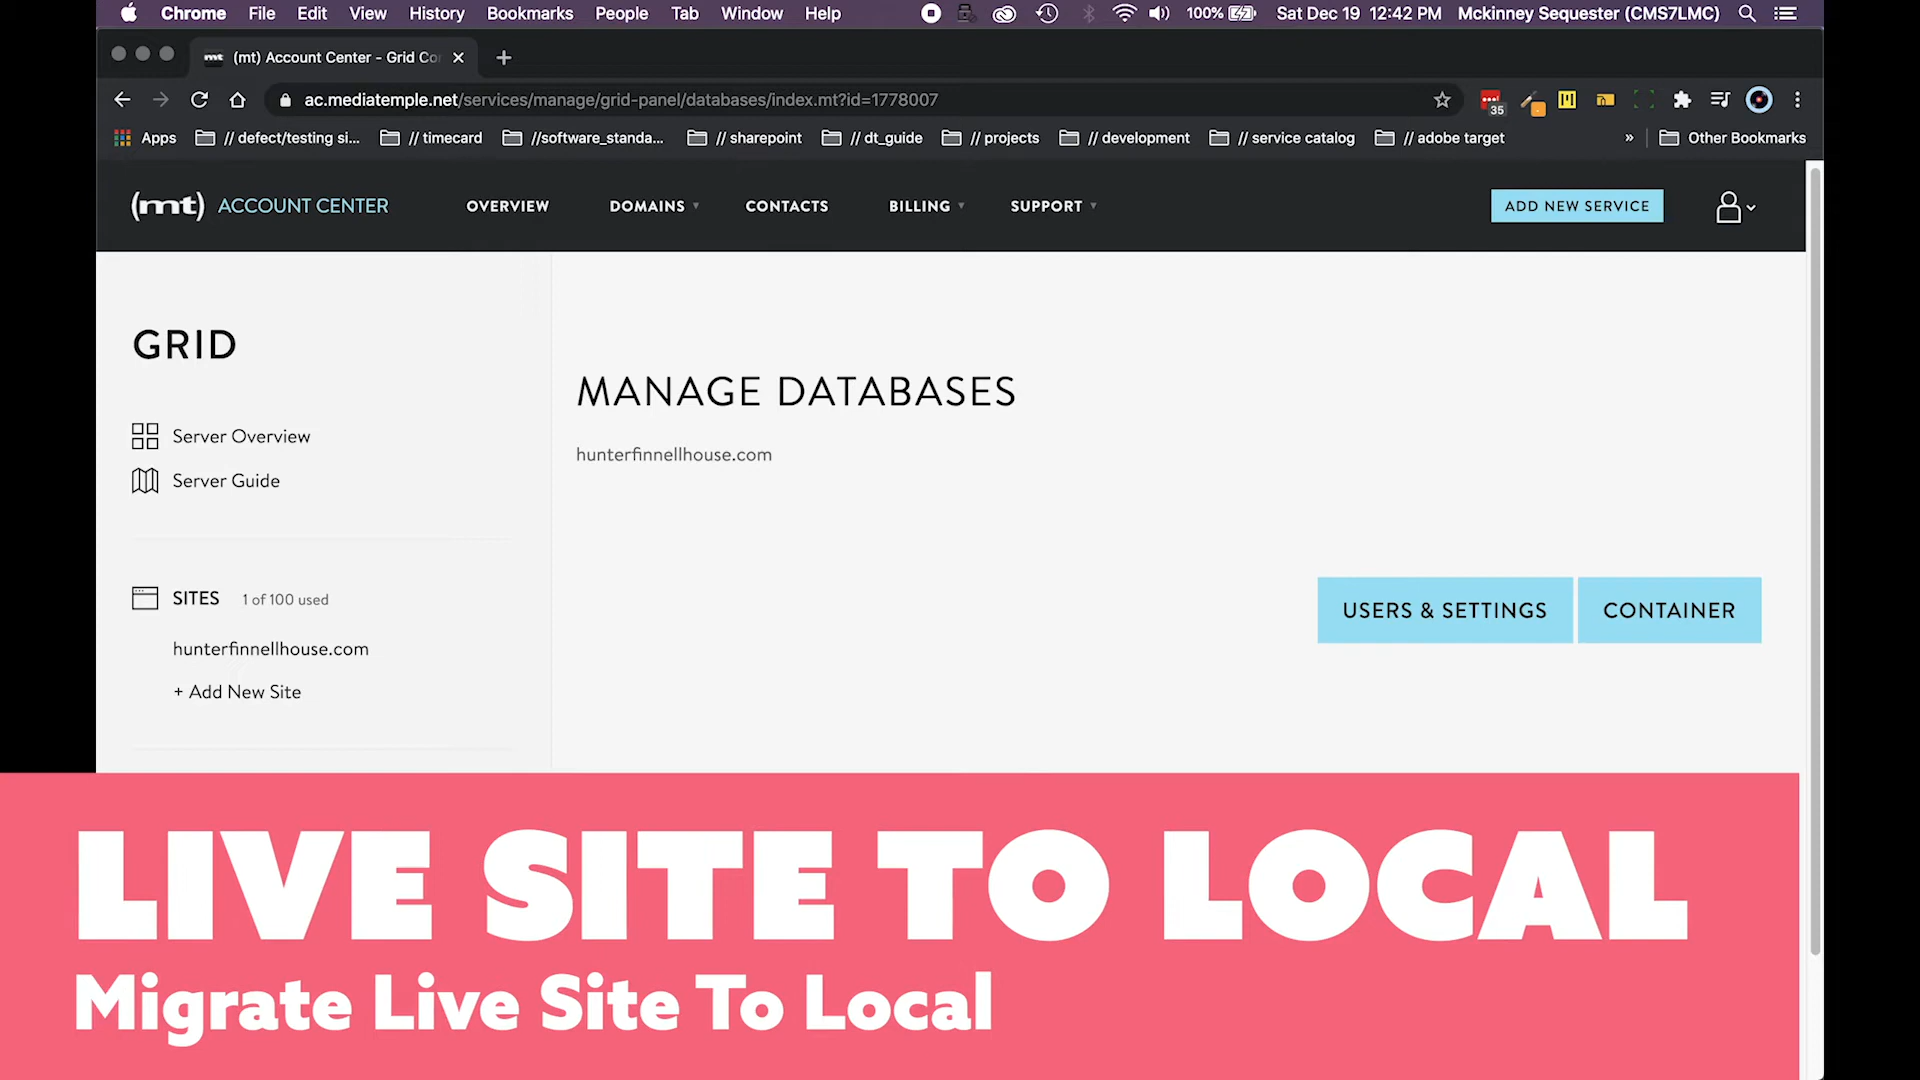 Chrome File Edit View History Bookmarks People Tab Window Help 100% Sat Dec 19 12:42 PM Mckinney Sequester (CMS7LMC)
mt (mt) Account Center - Grid Co
ac.mediatemple.net/services/manage/grid-panel/databases/index.mt?id=1778007 35
Apps // defect/testing si... // timecard //software_standa... // sharepoint // dt_guide // projects // development // service catalog // adobe target » Other Bookmarks
(mt) ACCOUNT CENTER OVERVIEW DOMAINS CONTACTS BILLING SUPPORT ADD NEW SERVICE
GRID
Server Overview
Server Guide
SITES 1 of 100 used
hunterfinnellhouse.com
+ Add New Site
MANAGE DATABASES
hunterfinnellhouse.com
USERS & SETTINGS CONTAINER
LIVE SITE TO LOCAL
Migrate Live Site To Local